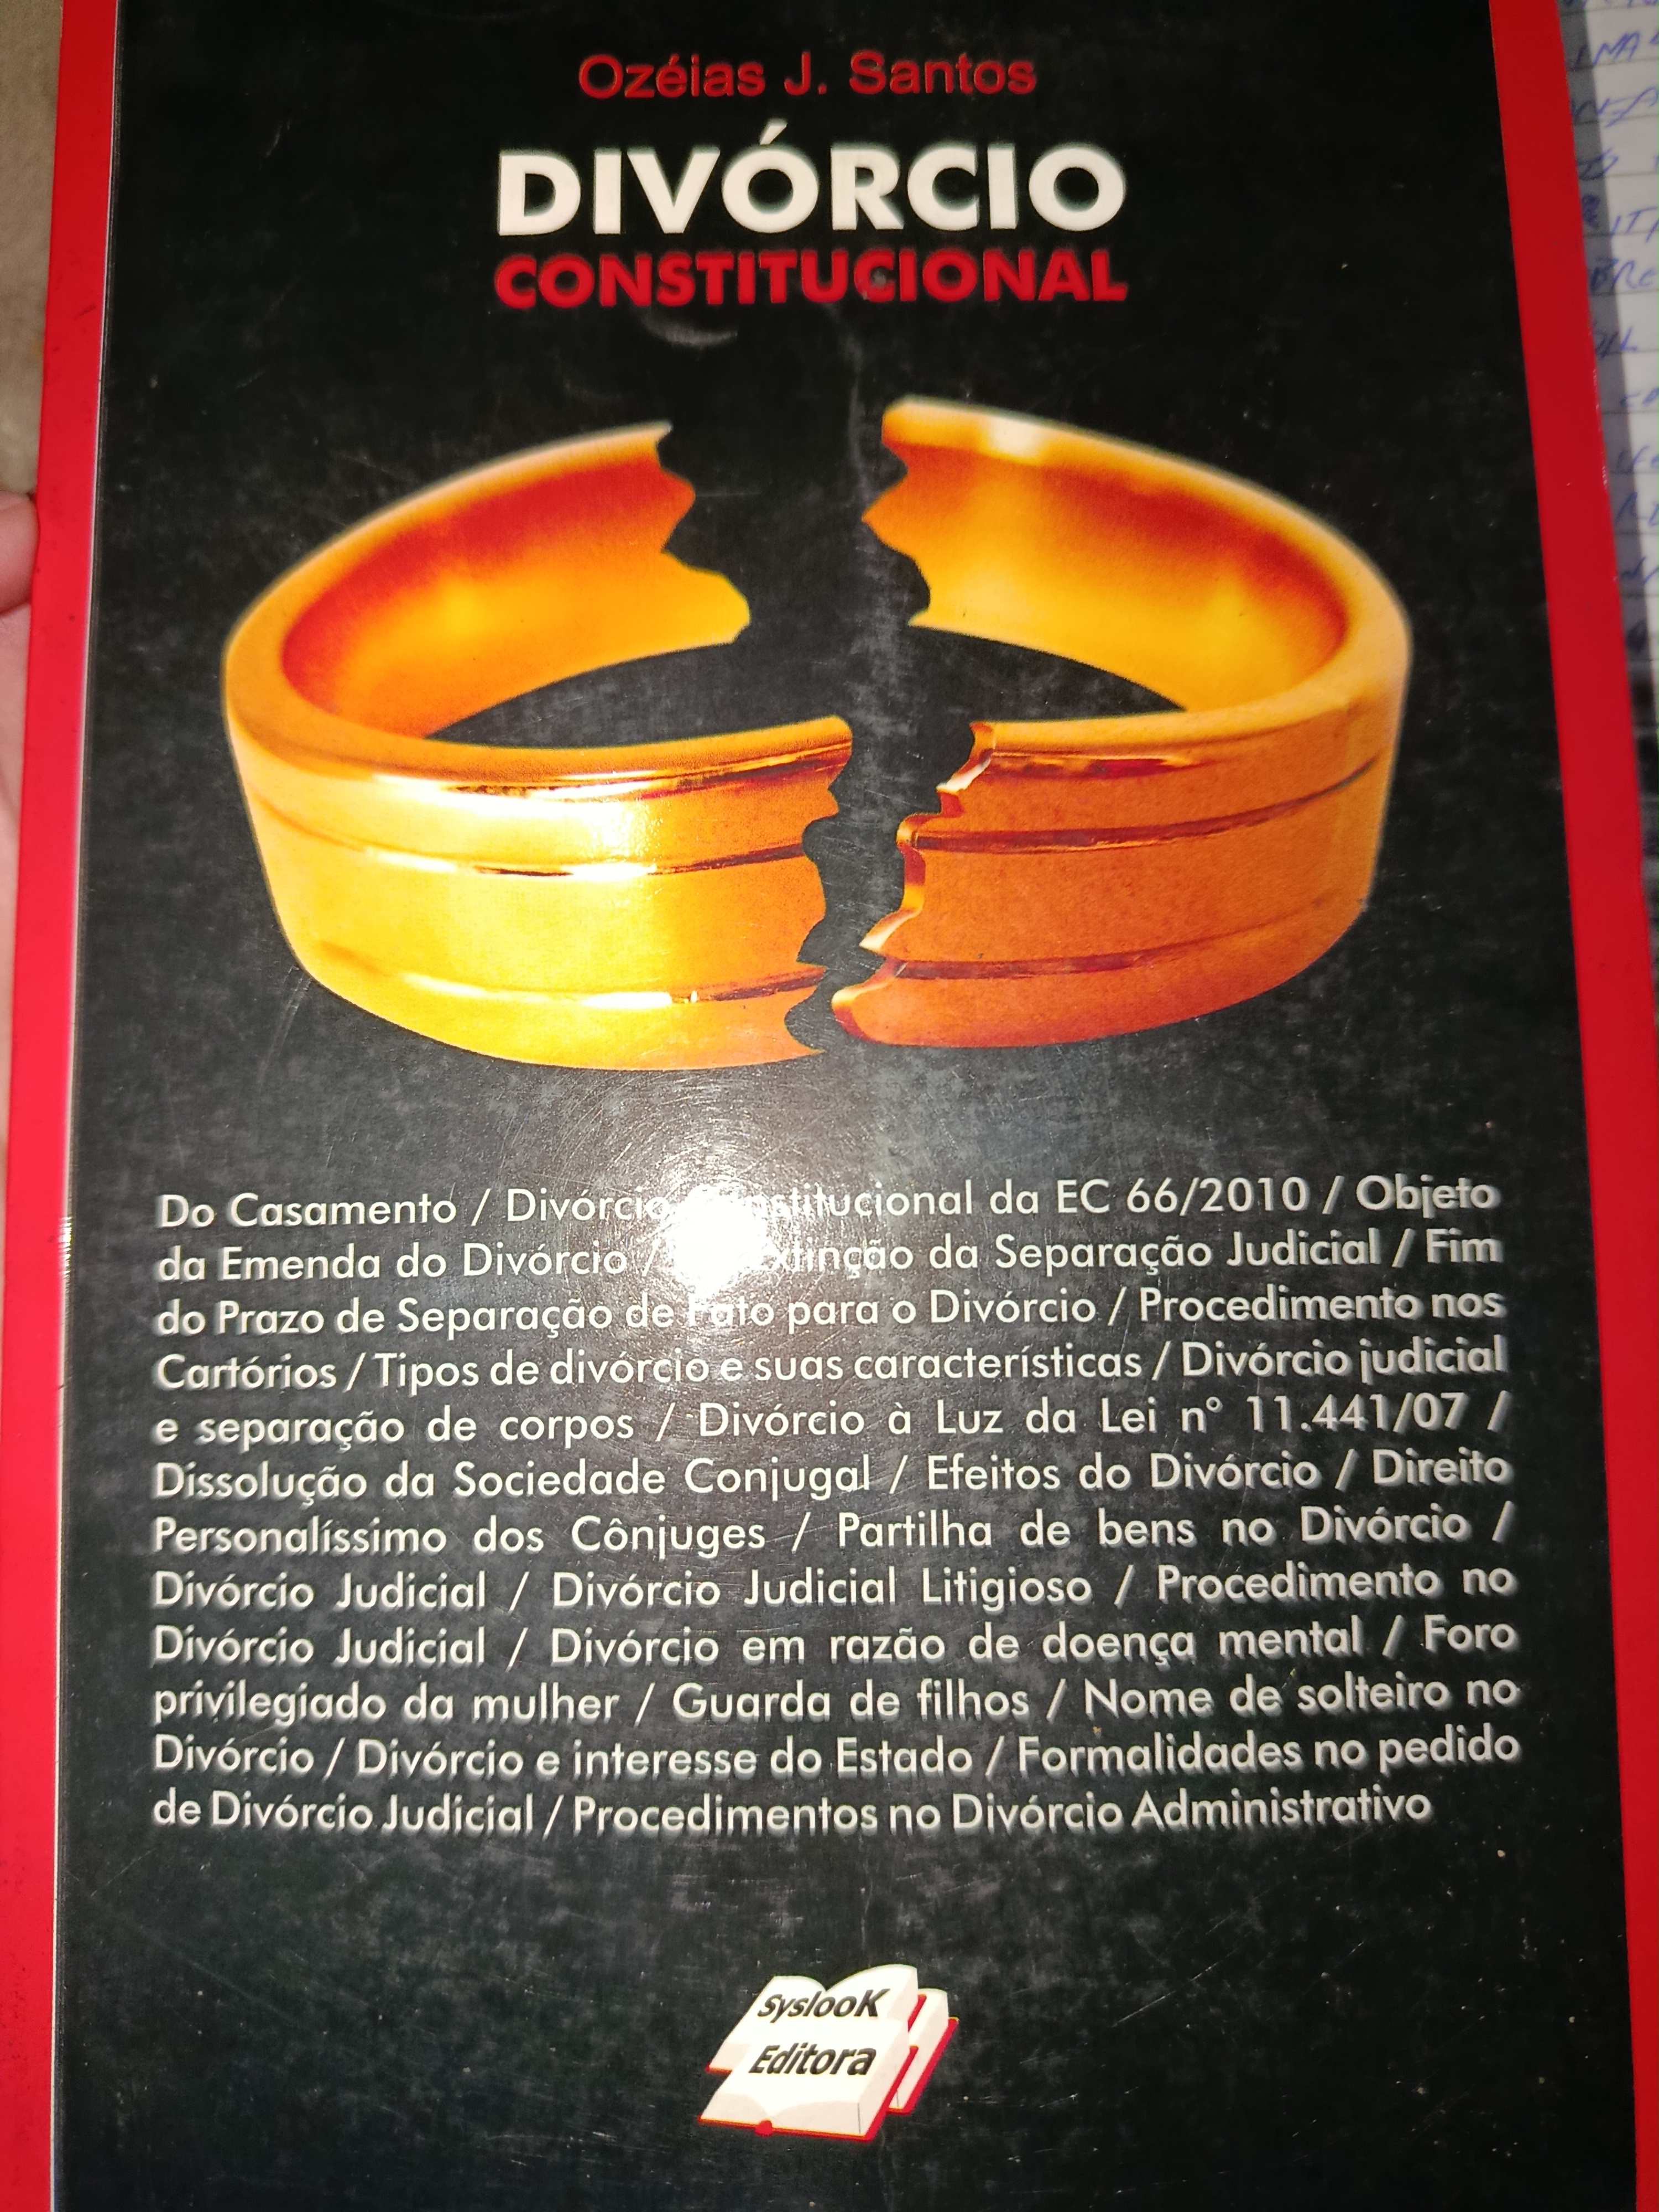 Ozéias J. Santos
DIVÓRCIO
CONSTITUCIONAL
Do Casamento / Divórcio Constitucional da EC 66/2010 / Objeto
da Emenda do Divórcio / Extinção da Separação Judicial / Fim
do Prazo de Separação de Fato para o Divórcio / Procedimento nos
Cartórios / Tipos de divórcio e suas características / Divórcio judicial
e separação de corpos / Divórcio à Luz da Lei n° 11.441/07 /
Dissolução da Sociedade Conjugal / Efeitos do Divórcio / Direito
Personalíssimo dos Cônjuges / Partilha de bens no Divórcio /
Divórcio Judicial / Divórcio Judicial Litigioso / Procedimento no
Divórcio Judicial / Divórcio em razão de doença mental / Foro
privilegiado da mulher / Guarda de filhos / Nome de solteiro no
Divórcio / Divórcio e interesse do Estado / Formalidades no pedido
de Divórcio Judicial / Procedimentos no Divórcio Administrativo
SyslooK
Editora